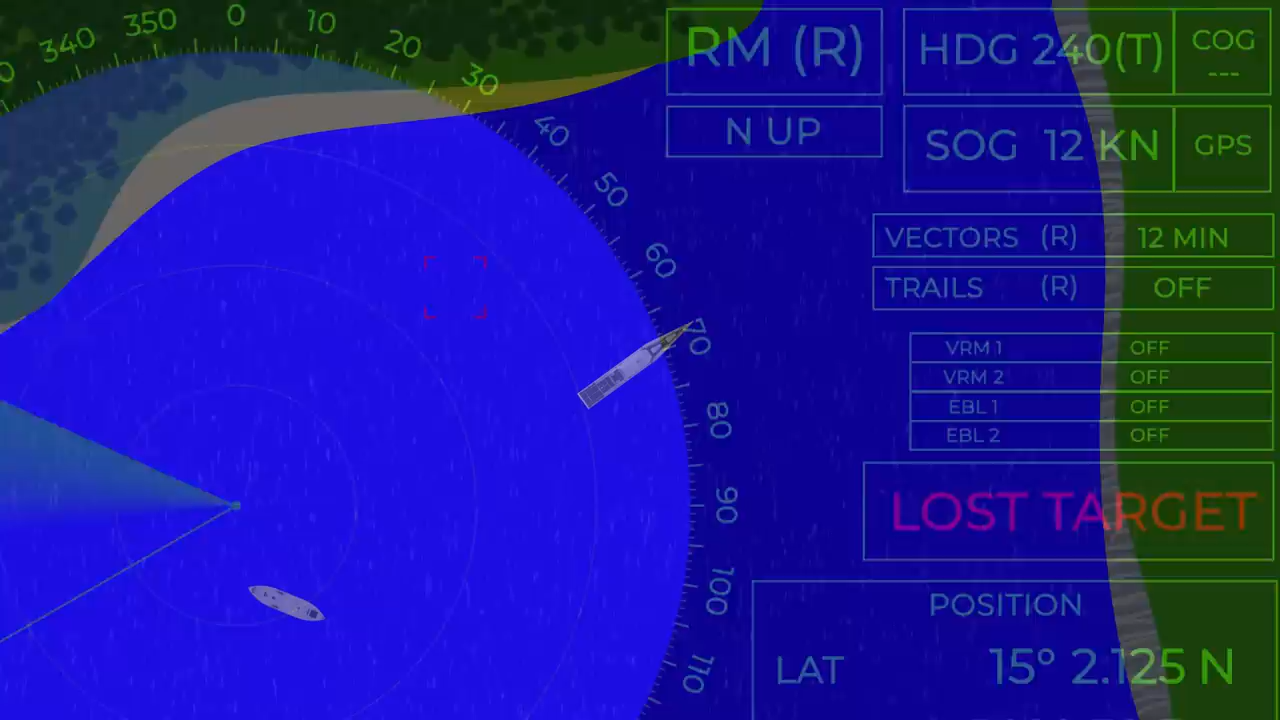 340 350 0 10 20 30 40 50 60 70 80 90 100 110
RM (R)
N UP
HDG 240(T)
COG
---
SOG 12 KN
GPS
VECTORS (R) 12 MIN
TRAILS (R) OFF
VRM 1 OFF
VRM 2 OFF
EBL 1 OFF
EBL 2 OFF
LOST TARGET
POSITION
LAT 15° 2.125 N